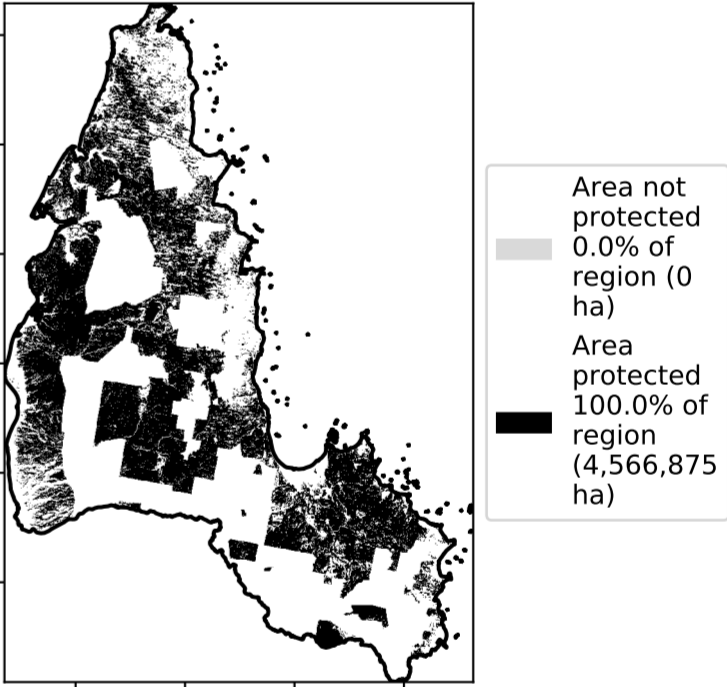 Area not
protected
0.0% of
region (0
ha)
Area
protected
100.0% of
region
(4,566,875
ha)